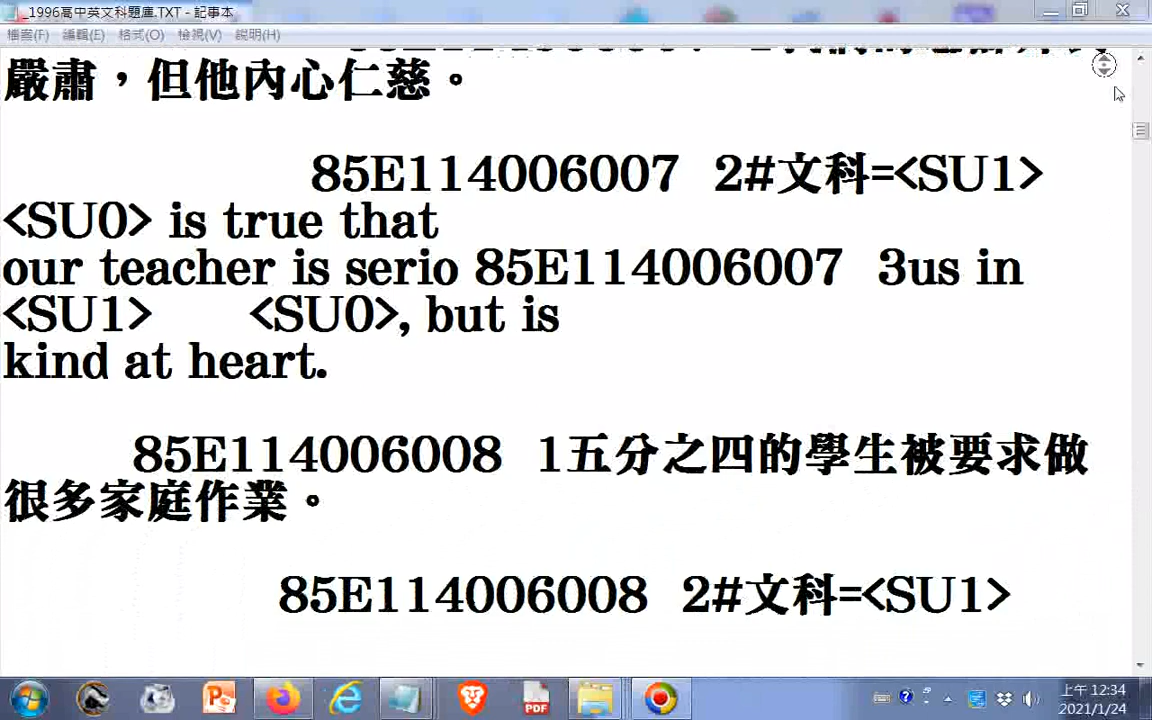 _1996高中英文科題庫.TXT - 記事本
檔案(F) 編輯(E) 格式(O) 檢視(V) 說明(H)
嚴肅，但他內心仁慈。
85E114006007 2#文科=<SU1>
<SU0> is true that
our teacher is serio 85E114006007 3us in
<SU1> <SU0>, but is
kind at heart.
85E114006008 1五分之四的學生被要求做
很多家庭作業。
85E114006008 2#文科=<SU1>
上午 12:34
2021/1/24